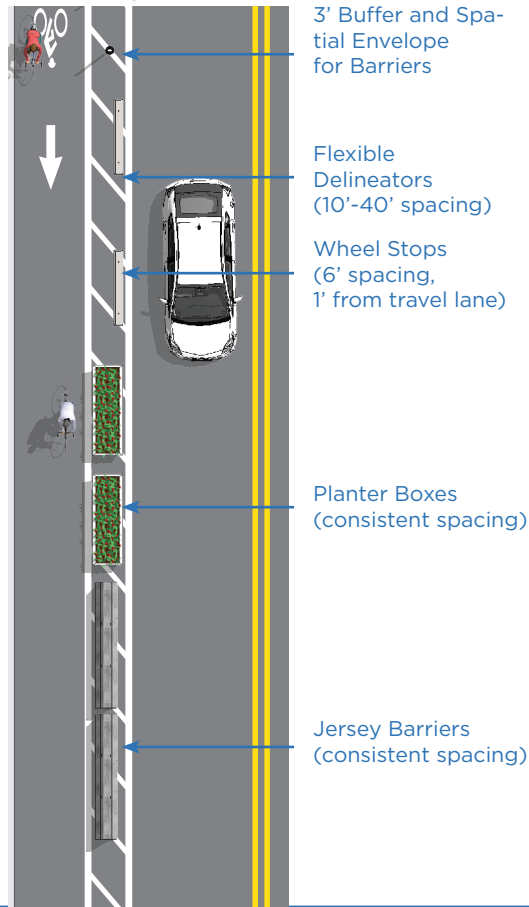 3’ Buffer and Spa-
tial Envelope
for Barriers
Flexible
Delineators
(10’-40’ spacing)
Wheel Stops
(6’ spacing,
1’ from travel lane)
Planter Boxes
(consistent spacing)
Jersey Barriers
(consistent spacing)